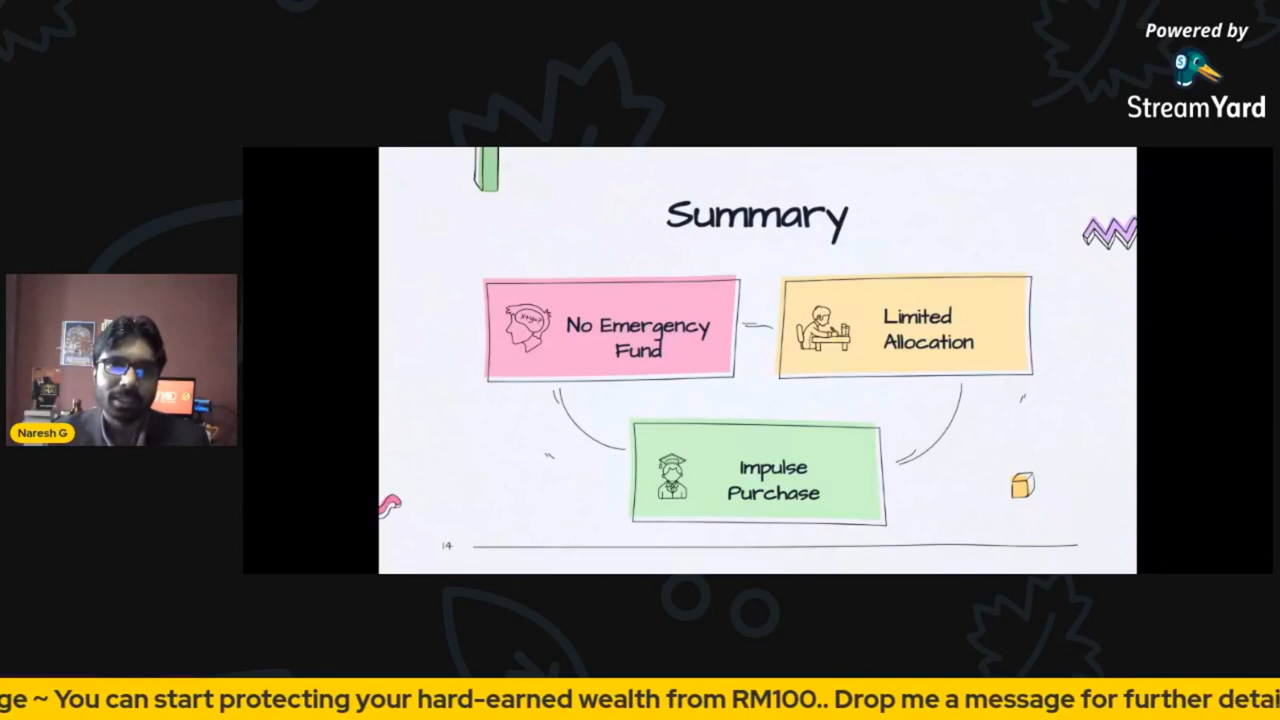 Powered by
StreamYard
Summary
No Emergency
Fund
Limited
Allocation
Impulse
Purchase
14
Naresh G
ge ~ You can start protecting your hard-earned wealth from RM100.. Drop me a message for further detai